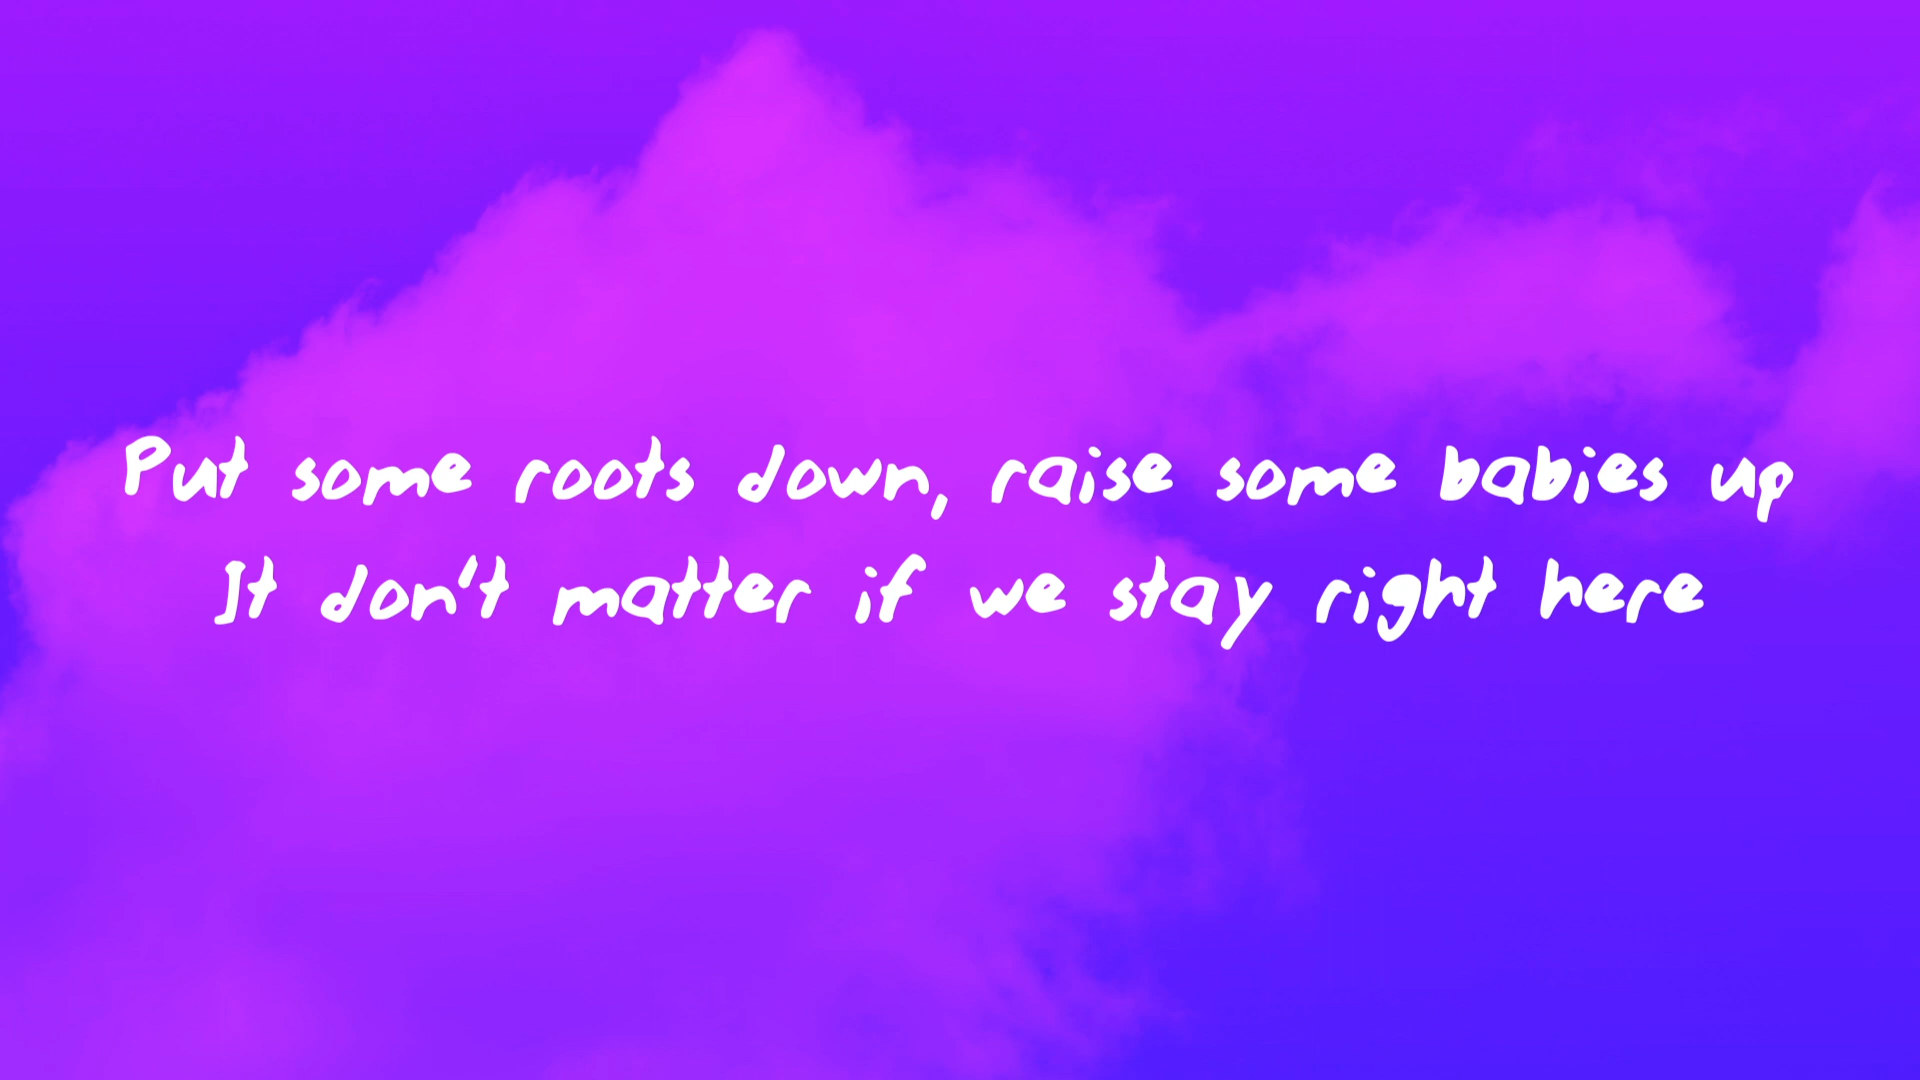 Put some roots down, raise some babies up
It don't matter if we stay right here